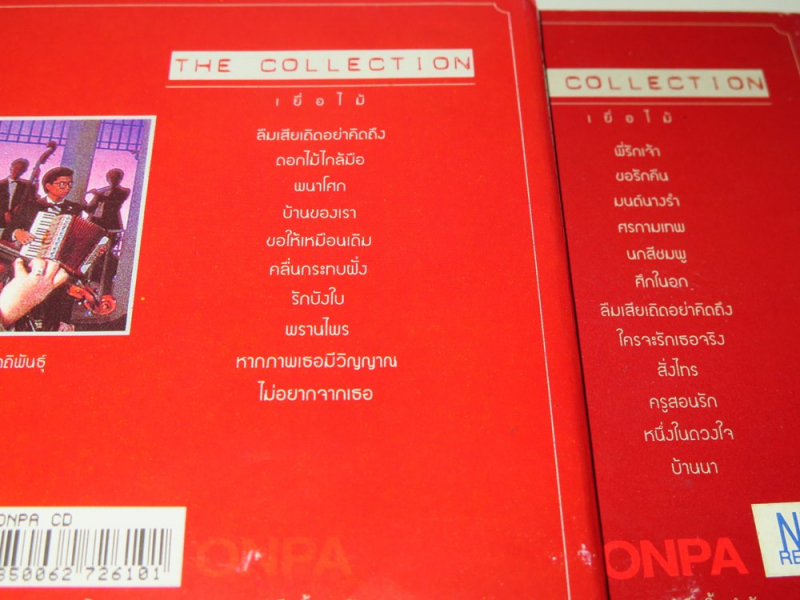 THE COLLECTION
เยื่อไม้
ลืมเสียเถิดอย่าคิดถึง
ดอกไม้ใกล้มือ
พนาโศก
บ้านของเรา
ขอให้เหมือนเดิม
คลื่นกระทบฝั่ง
รักบังใบ
พรานไพร
หากภาพเธอมีวิญญาณ
ไม่อยากจากเธอ
ONPA CD
850062 726101
ONPA
COLLECTION
เยื่อไม้
พี่รักเจ้า
ขอรักคืน
มนต์นางรำ
ศรกามเทพ
นกสีชมพู
ศึกในอก
ลืมเสียเถิดอย่าคิดถึง
ใครจะรักเธอจริง
สั่งไทร
ครูสอนรัก
หนึ่งในดวงใจ
บ้านนา
ONPA